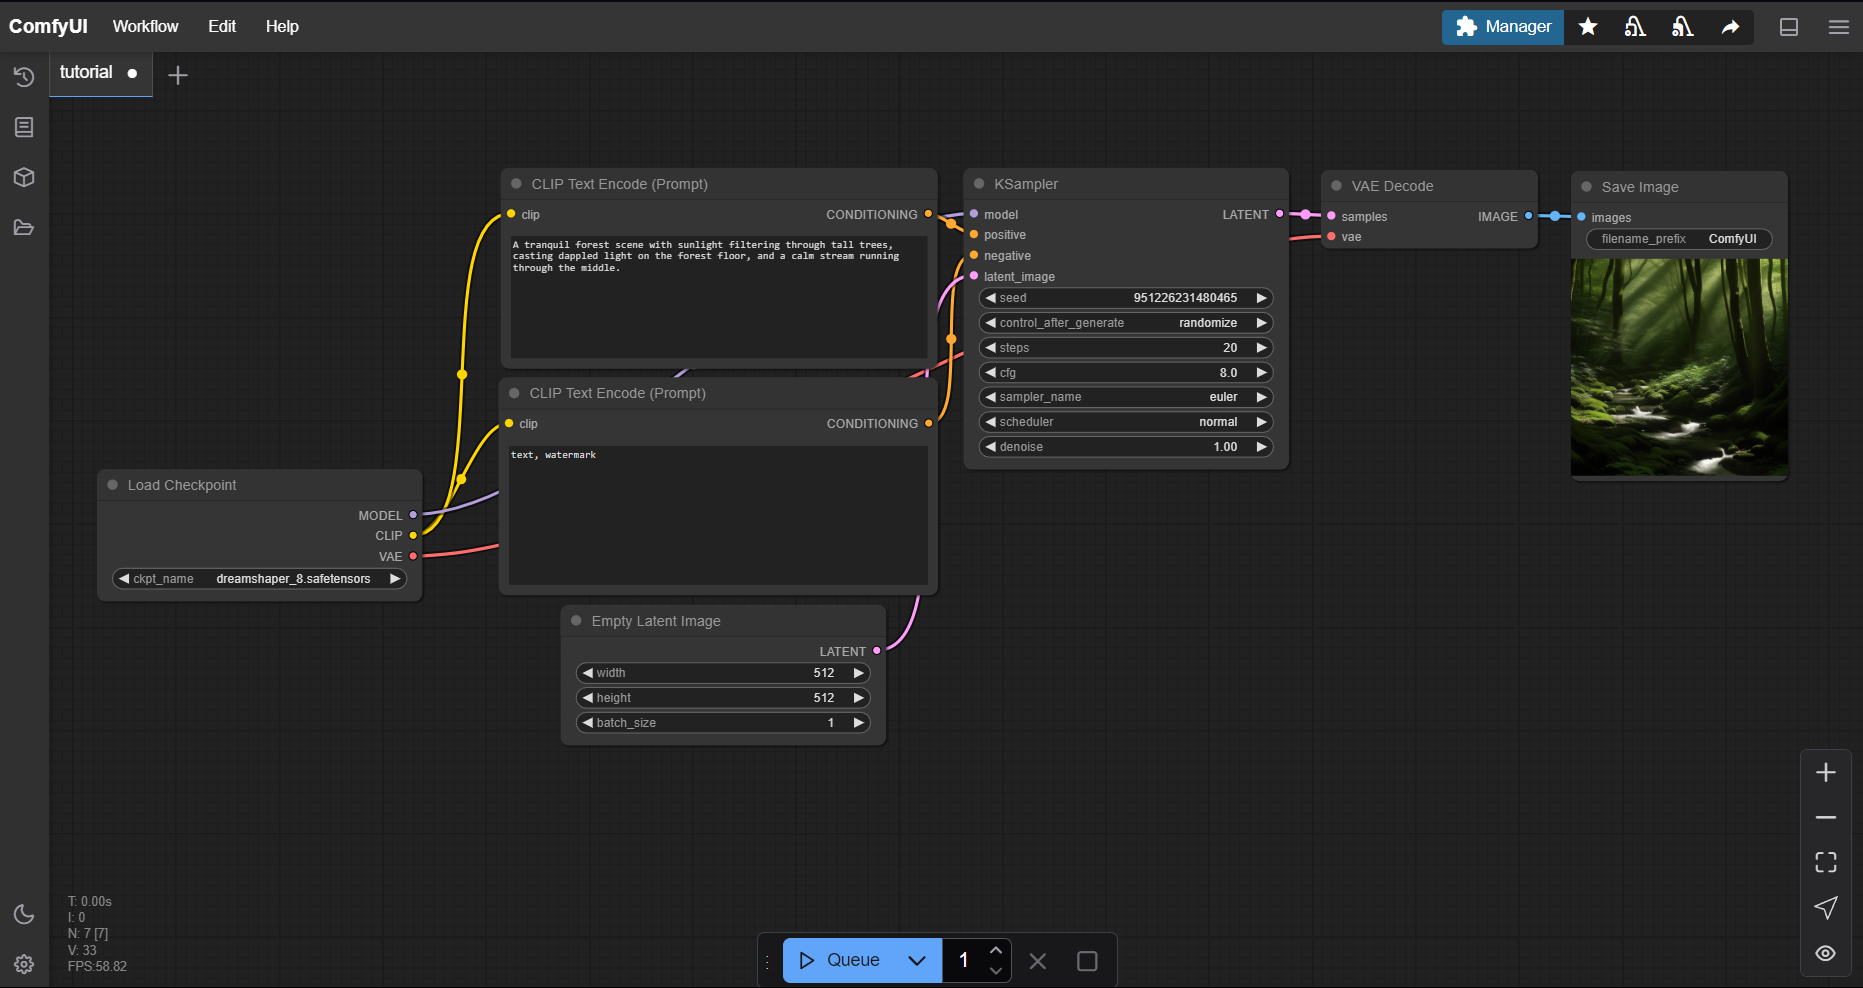 ComfyUI Workflow Edit Help Manager
tutorial
CLIP Text Encode (Prompt)
clip CONDITIONING
A tranquil forest scene with sunlight filtering through tall trees,
casting dappled light on the forest floor, and a calm stream running
through the middle.
CLIP Text Encode (Prompt)
clip CONDITIONING
text, watermark
Load Checkpoint
MODEL
CLIP
VAE
ckpt_name dreamshaper_8.safetensors
Empty Latent Image
LATENT
width 512
height 512
batch_size 1
KSampler
model LATENT
positive
negative
latent_image
seed 951226231480465
control_after_generate randomize
steps 20
cfg 8.0
sampler_name euler
scheduler normal
denoise 1.00
VAE Decode
samples IMAGE
vae
Save Image
images
filename_prefix ComfyUI
T: 0.00s
I: 0
N: 7 [7]
V: 33
FPS:58.82
Queue 1